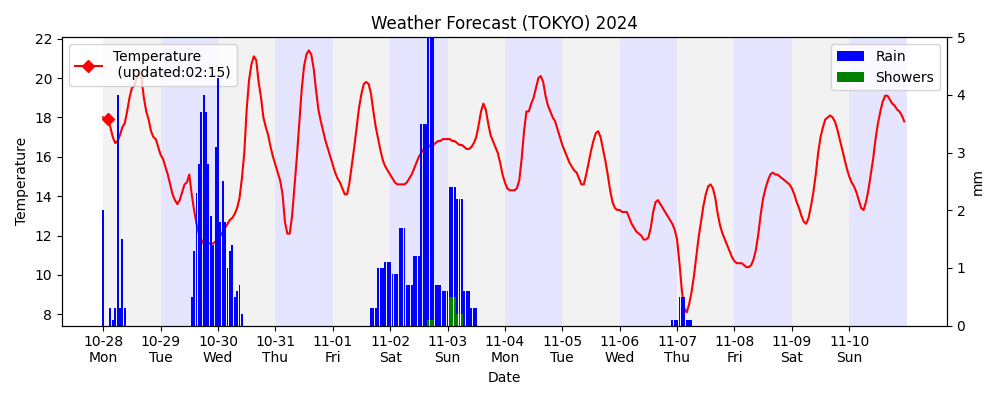 Weather Forecast (TOKYO) 2024
Temperature
(updated:02:15)
Rain
Showers
Temperature
22
20
18
16
14
12
10
8
5
4
3
2
1
0
mm
10-28 10-29 10-30 10-31 11-01 11-02 11-03 11-04 11-05 11-06 11-07 11-08 11-09 11-10
Mon Tue Wed Thu Fri Sat Sun Mon Tue Wed Thu Fri Sat Sun
Date